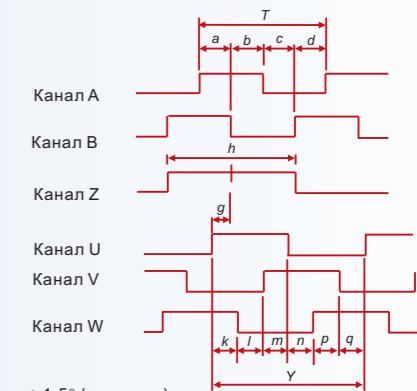 T
a b c d
Канал A
Канал B
h
Канал Z
g
Канал U
Канал V
Канал W
k l m n p q
Y